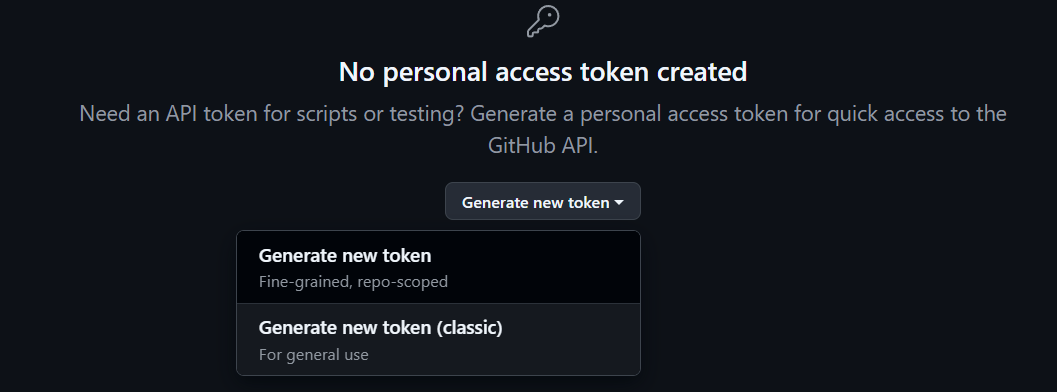 No personal access token created
Need an API token for scripts or testing? Generate a personal access token for quick access to the
GitHub API.
Generate new token
Generate new token
Fine-grained, repo-scoped
Generate new token (classic)
For general use